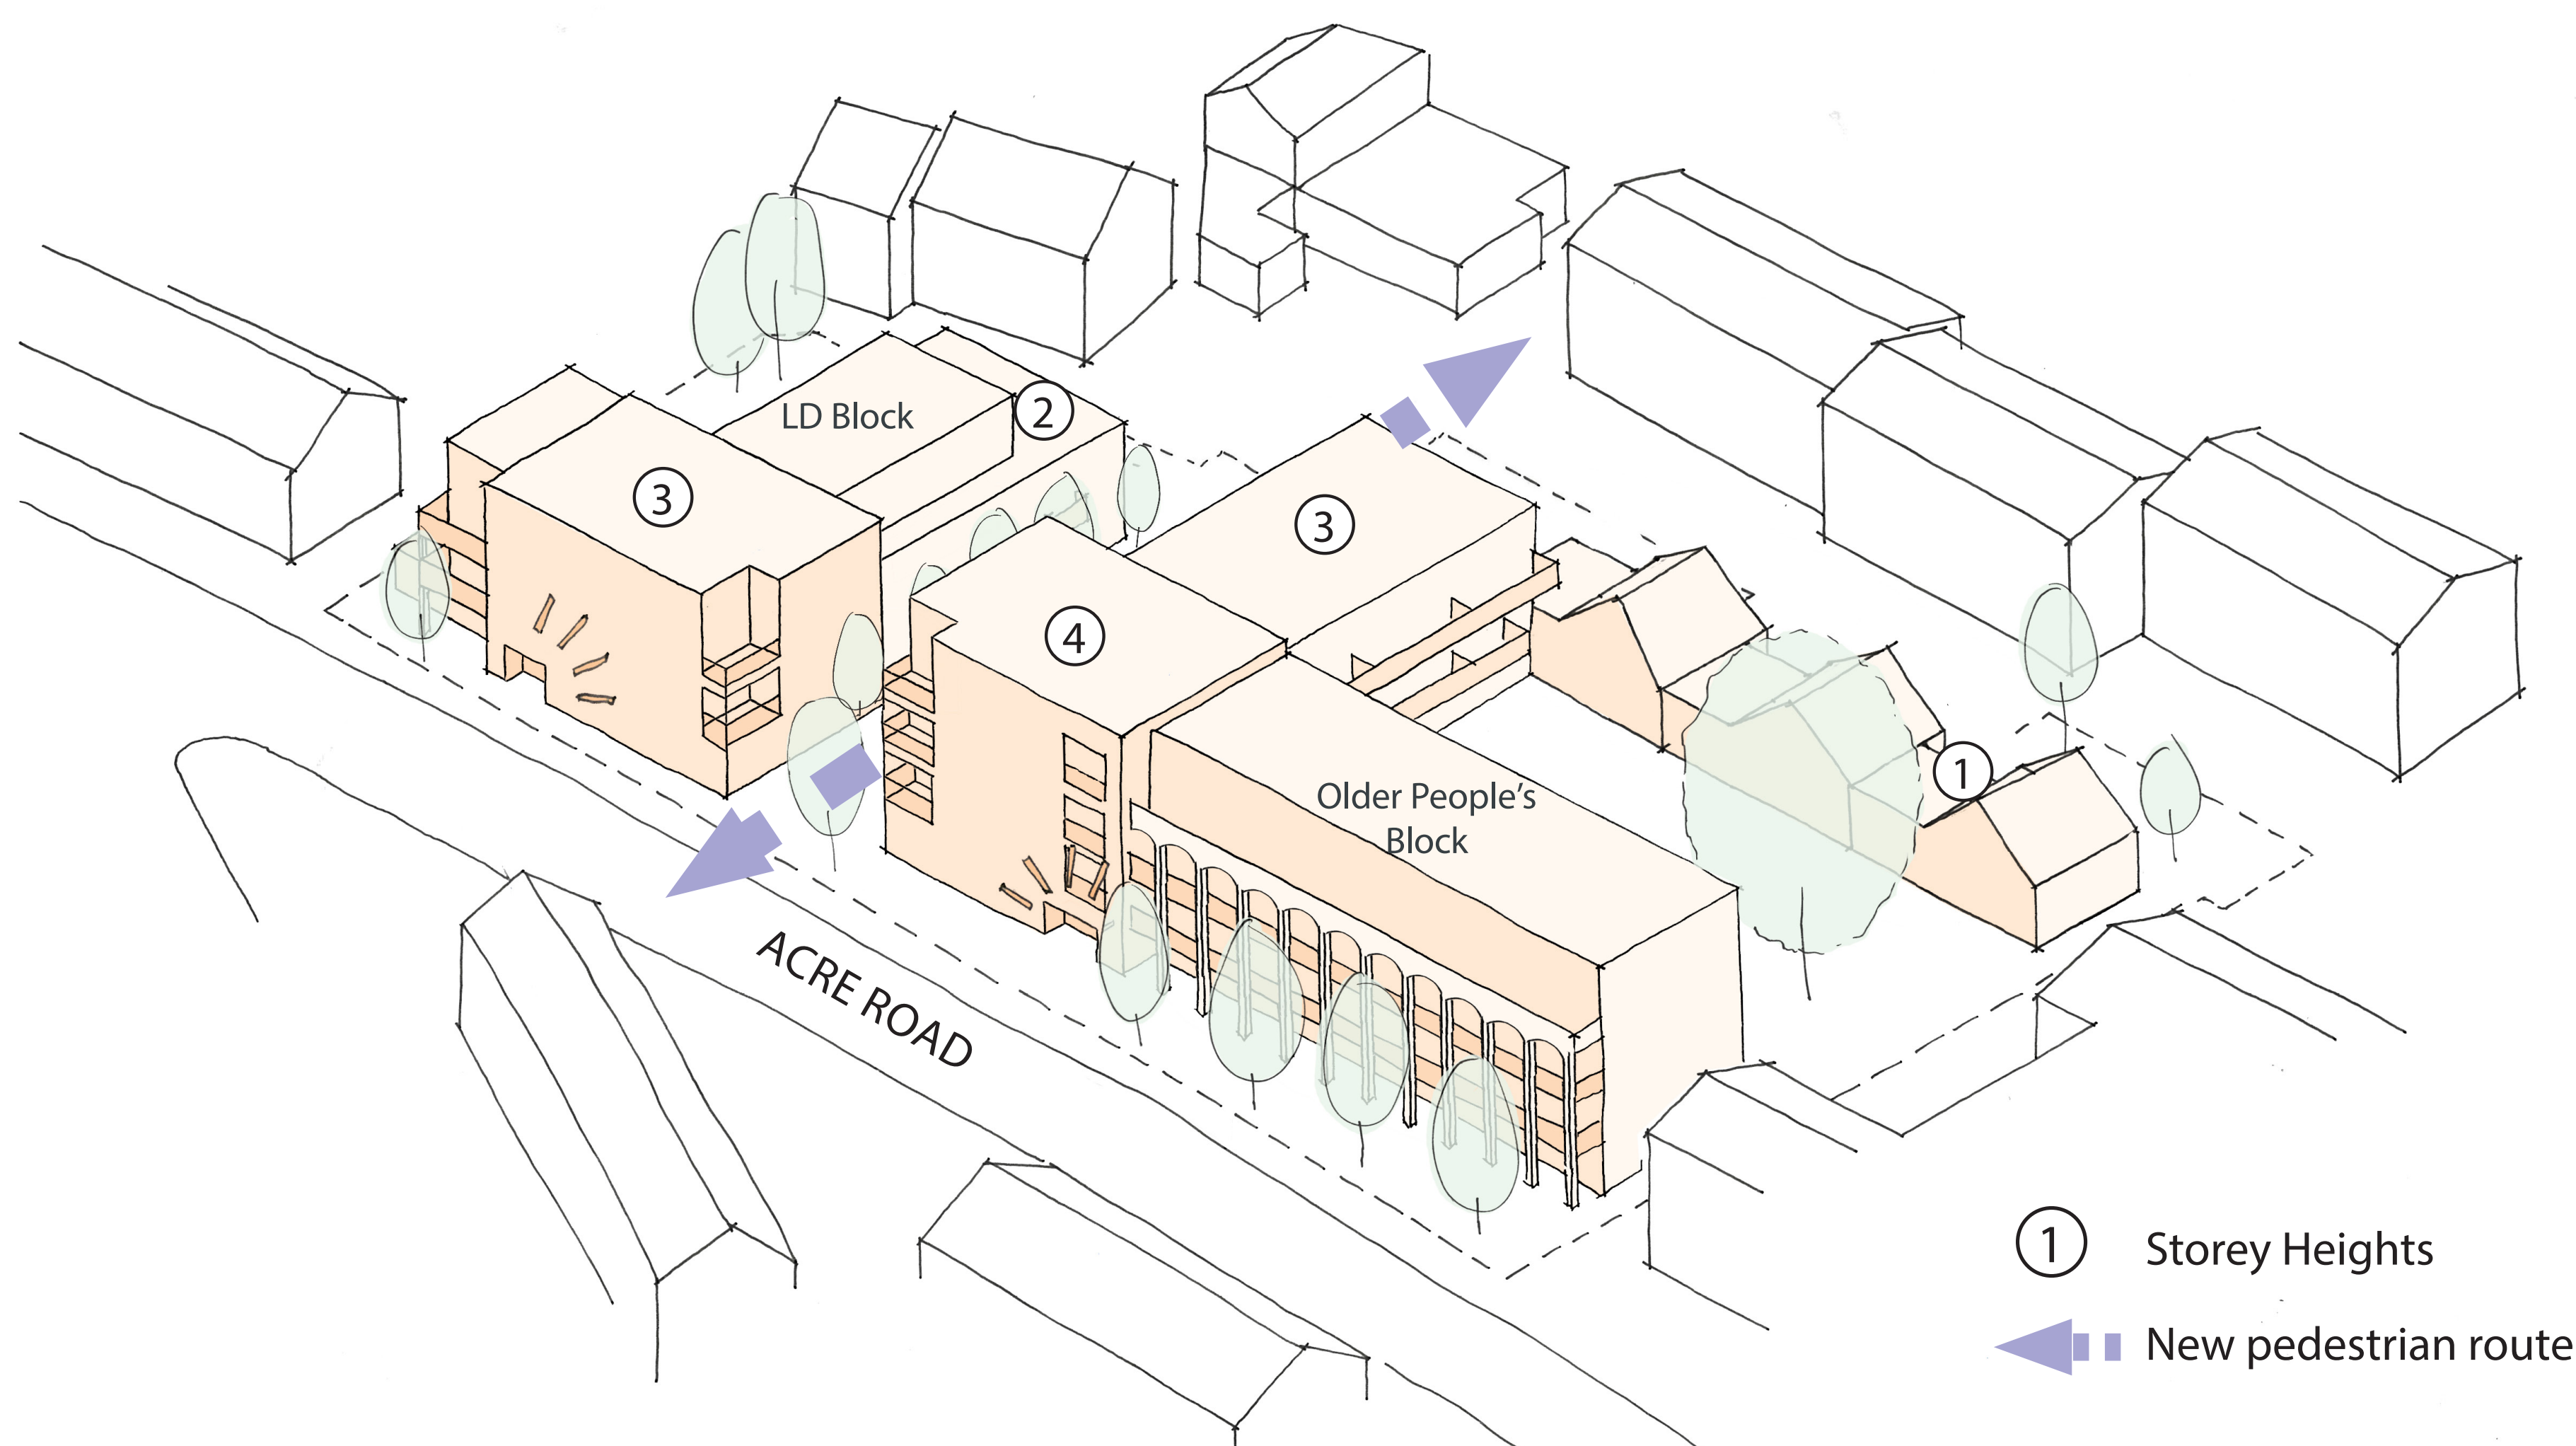 LD Block
2
3
3
4
Older People's
Block
1
ACRE ROAD
1 Storey Heights
New pedestrian route